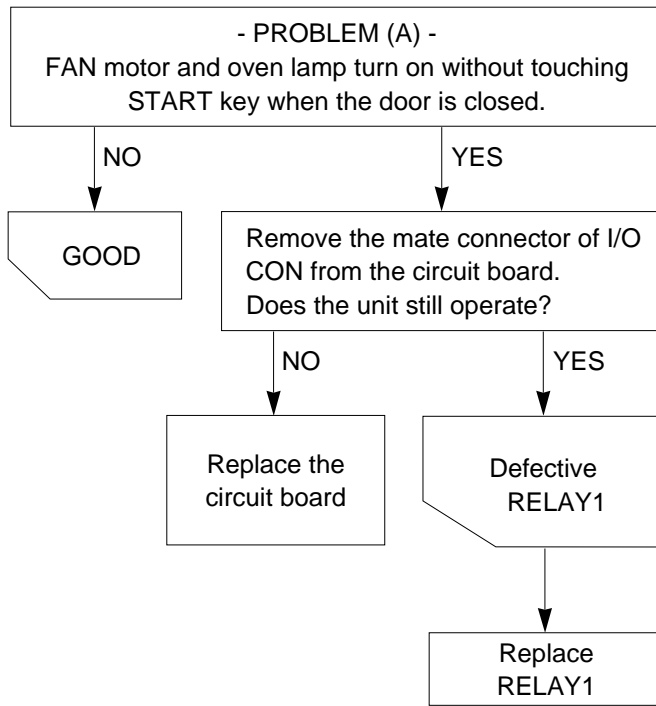 - PROBLEM (A) -
FAN motor and oven lamp turn on without touching
START key when the door is closed.
NO
YES
GOOD
Remove the mate connector of I/O
CON from the circuit board.
Does the unit still operate?
NO
YES
Replace the
circuit board
Defective
RELAY1
Replace
RELAY1